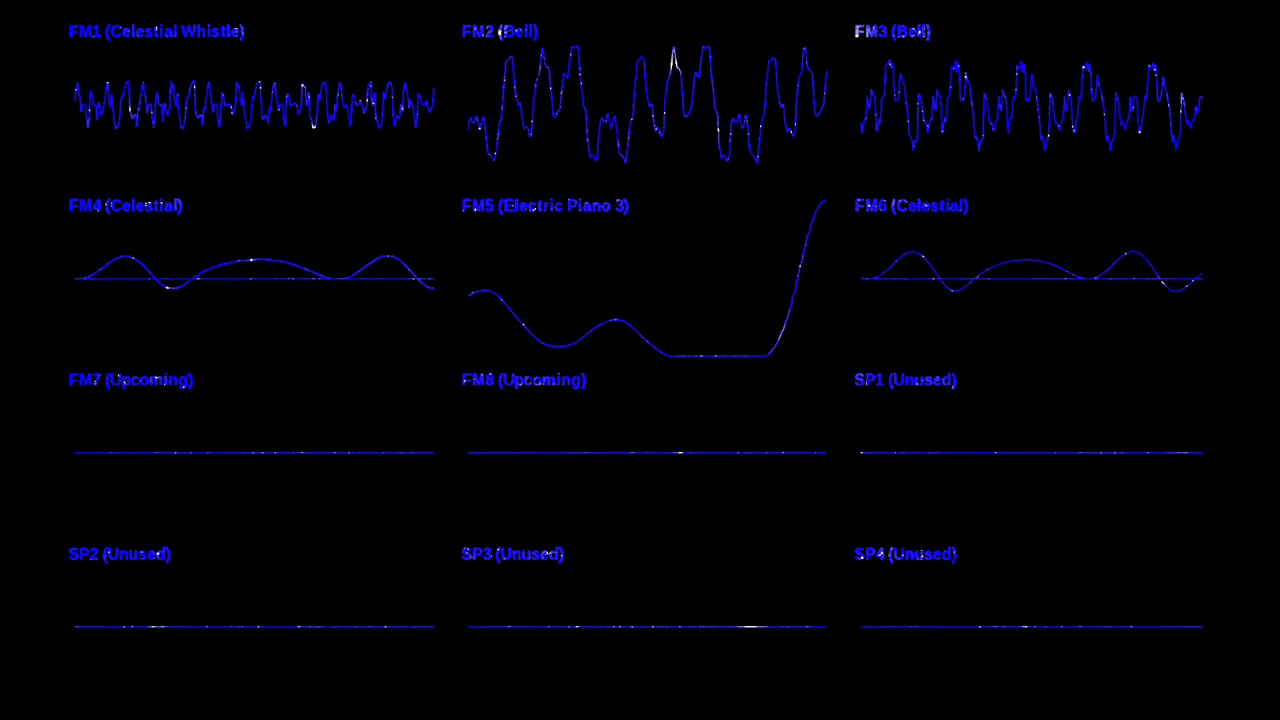 FM1 (Celestial Whistle)
FM2 (Bell)
FM3 (Bell)
FM4 (Celestial)
FM5 (Electric Piano 3)
FM6 (Celestial)
FM7 (Upcoming)
FM8 (Upcoming)
SP1 (Unused)
SP2 (Unused)
SP3 (Unused)
SP4 (Unused)